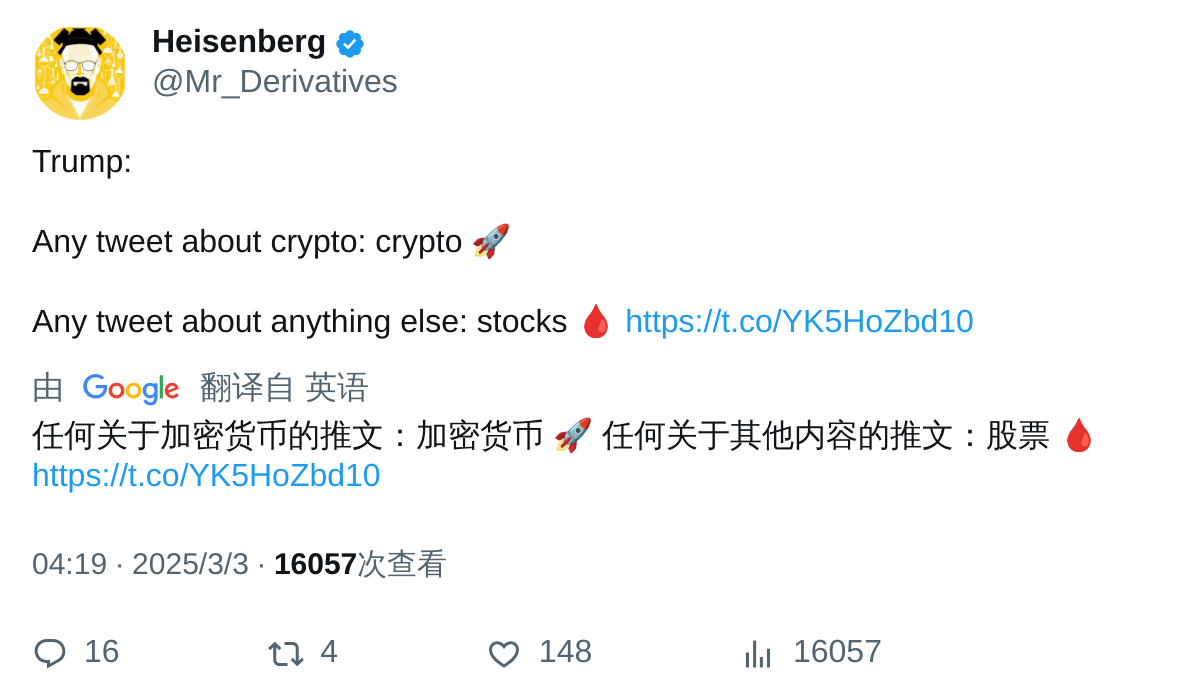 Heisenberg
@Mr_Derivatives
Trump:
Any tweet about crypto: crypto 🚀
Any tweet about anything else: stocks 🩸 https://t.co/YK5HoZbd10
由 Google 翻译自 英语
任何关于加密货币的推文：加密货币 🚀 任何关于其他内容的推文：股票 🩸
https://t.co/YK5HoZbd10
04:19 · 2025/3/3 · 16057次查看
16 4 148 16057